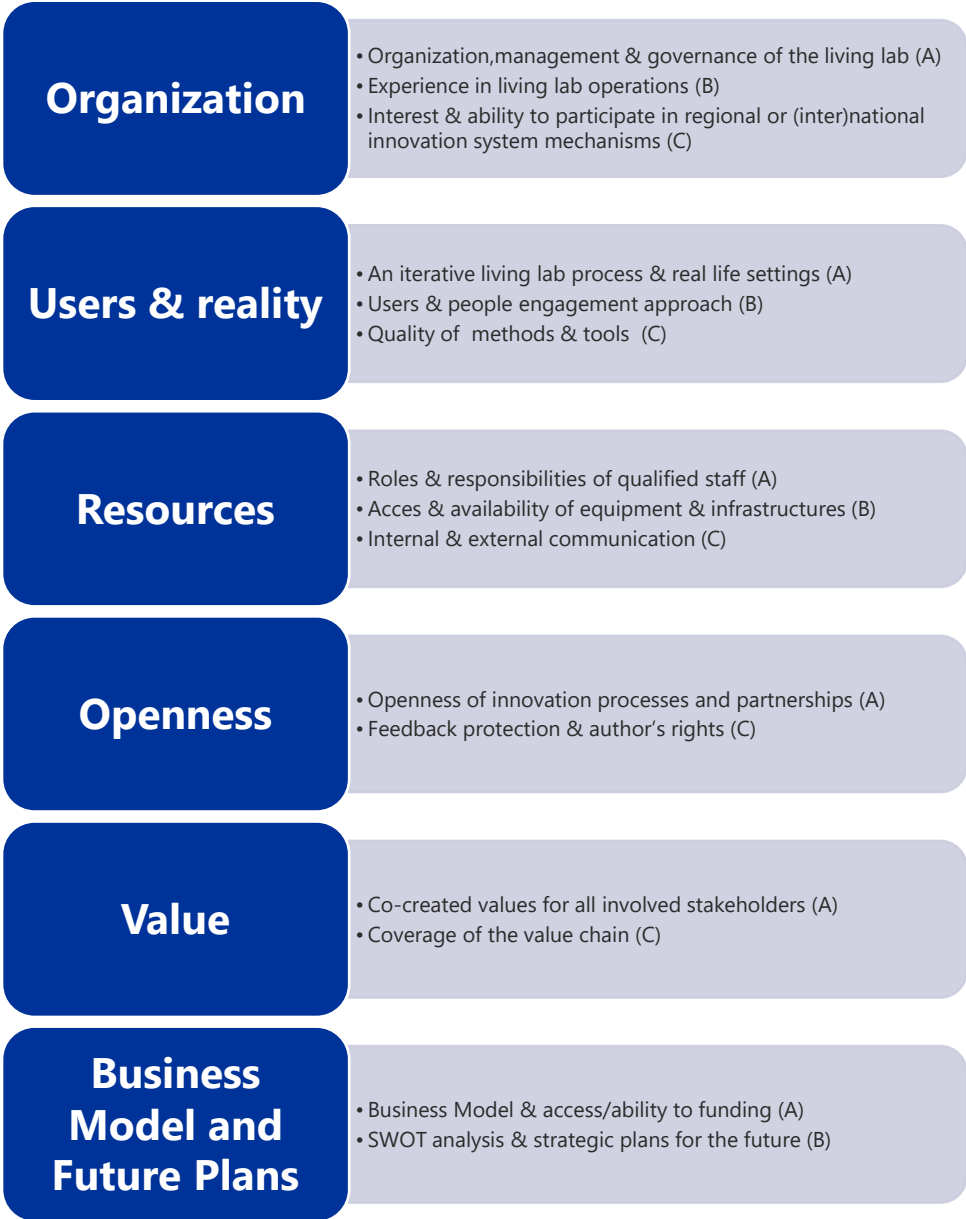 Organization
• Organization,management & governance of the living lab (A)
• Experience in living lab operations (B)
• Interest & ability to participate in regional or (inter)national
innovation system mechanisms (C)
Users & reality
• An iterative living lab process & real life settings (A)
• Users & people engagement approach (B)
• Quality of methods & tools (C)
Resources
• Roles & responsibilities of qualified staff (A)
• Acces & availability of equipment & infrastructures (B)
• Internal & external communication (C)
Openness
• Openness of innovation processes and partnerships (A)
• Feedback protection & author’s rights (C)
Value
• Co-created values for all involved stakeholders (A)
• Coverage of the value chain (C)
Business
Model and
Future Plans
• Business Model & access/ability to funding (A)
• SWOT analysis & strategic plans for the future (B)